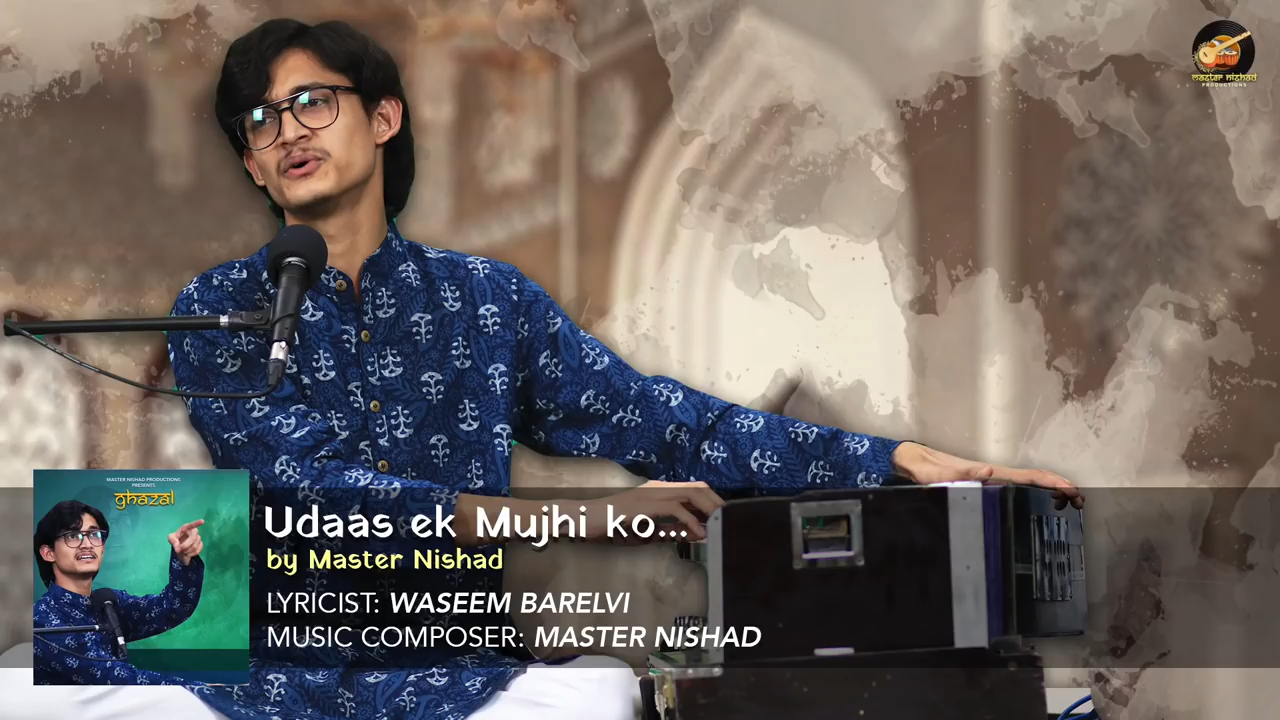 master nishad
PRODUCTIONS
MASTER NISHAD PRODUCTIONS
PRESENTS
ghazal
Udaas ek Mujhi ko...
by Master Nishad
LYRICIST: WASEEM BARELVI
MUSIC COMPOSER: MASTER NISHAD